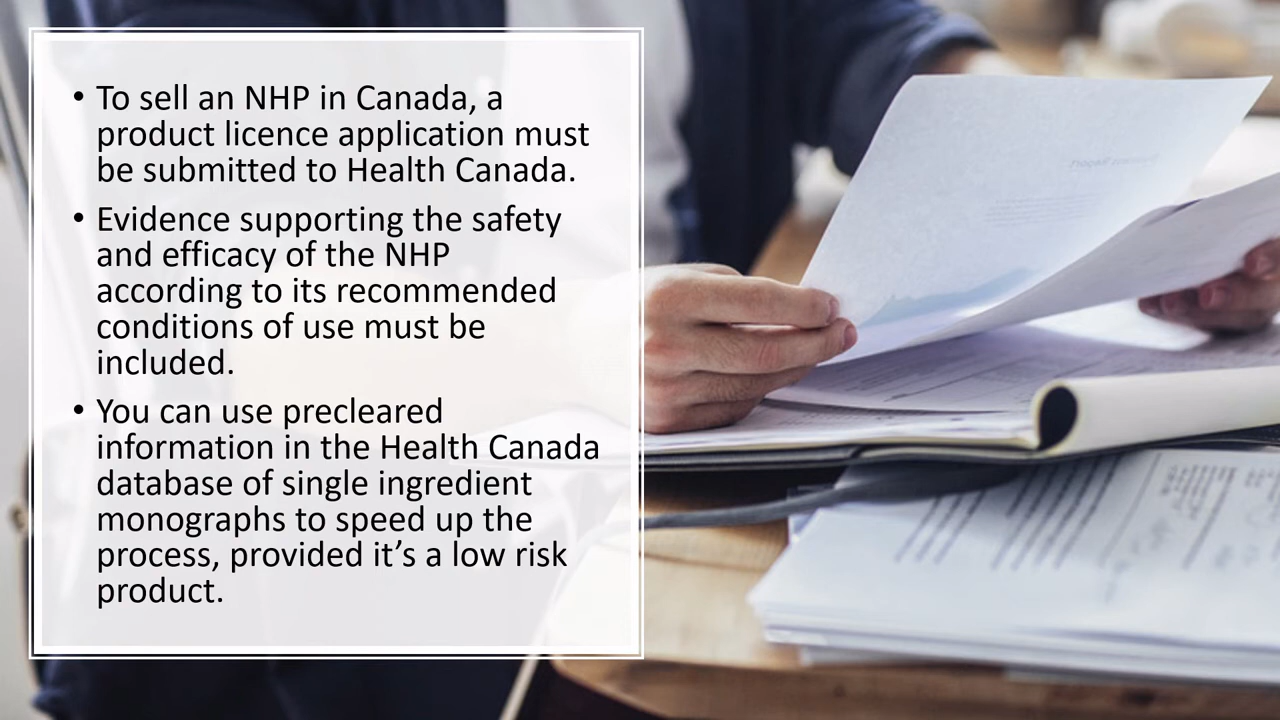 • To sell an NHP in Canada, a
product licence application must
be submitted to Health Canada.
• Evidence supporting the safety
and efficacy of the NHP
according to its recommended
conditions of use must be
included.
• You can use precleared
information in the Health Canada
database of single ingredient
monographs to speed up the
process, provided it’s a low risk
product.